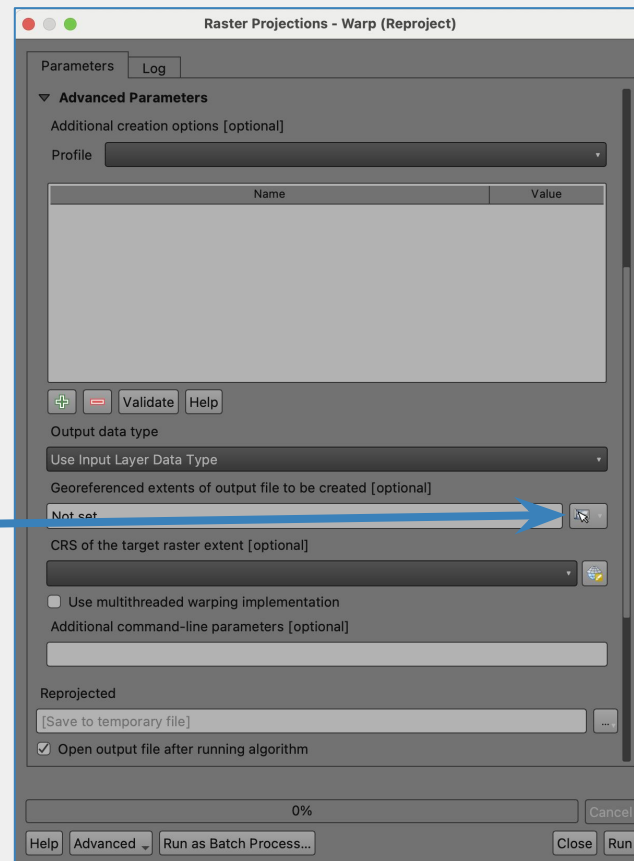 Raster Projections - Warp (Reproject)
Parameters Log
Advanced Parameters
Additional creation options [optional]
Profile
Name Value
Validate Help
Output data type
Use Input Layer Data Type
Georeferenced extents of output file to be created [optional]
Not set
CRS of the target raster extent [optional]
Use multithreaded warping implementation
Additional command-line parameters [optional]
Reprojected
[Save to temporary file] ...
Open output file after running algorithm
0% Cancel
Help Advanced Run as Batch Process... Close Run